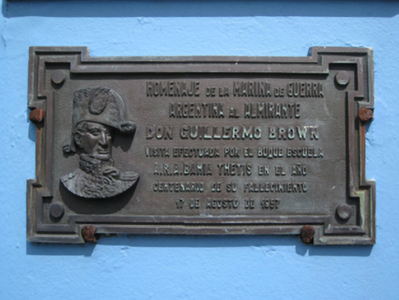 HOMENAJE DE LA MARINA DE GUERRA
ARGENTINA AL ALMIRANTE
DON GUILLERMO BROWN
VISITA EFECTUADA POR EL BUQUE ESCUELA
A.R.A. BAHIA THETIS EN EL AÑO
CENTENARIO DE SU FALLECIMIENTO
17 DE AGOSTO DE 1957